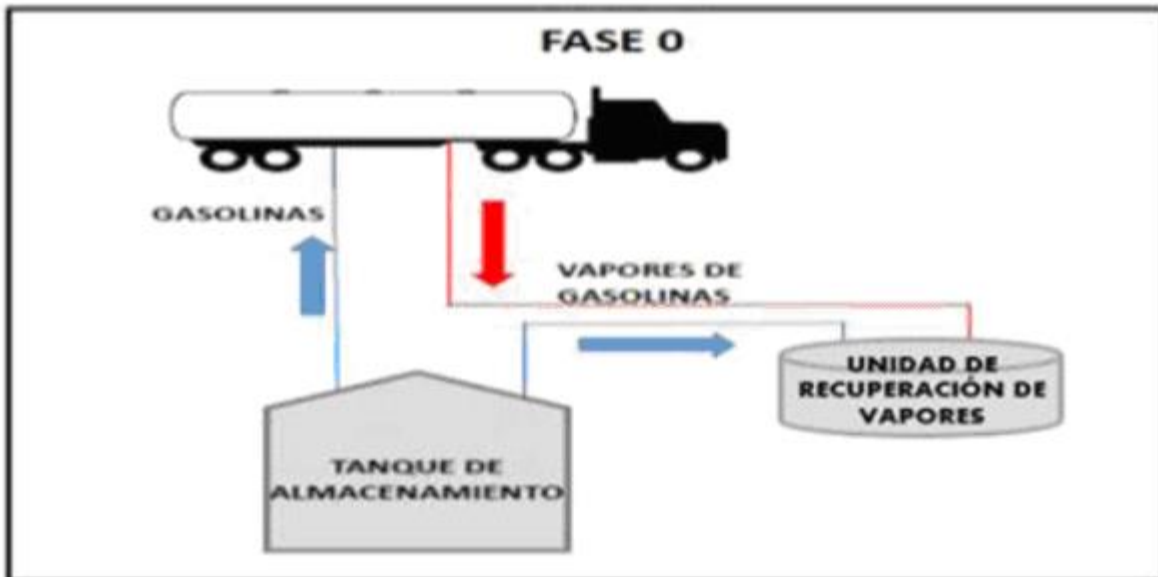 FASE 0
GASOLINAS
VAPORES DE
GASOLINAS
UNIDAD DE
RECUPERACIÓN DE
VAPORES
TANQUE DE
ALMACENAMIENTO